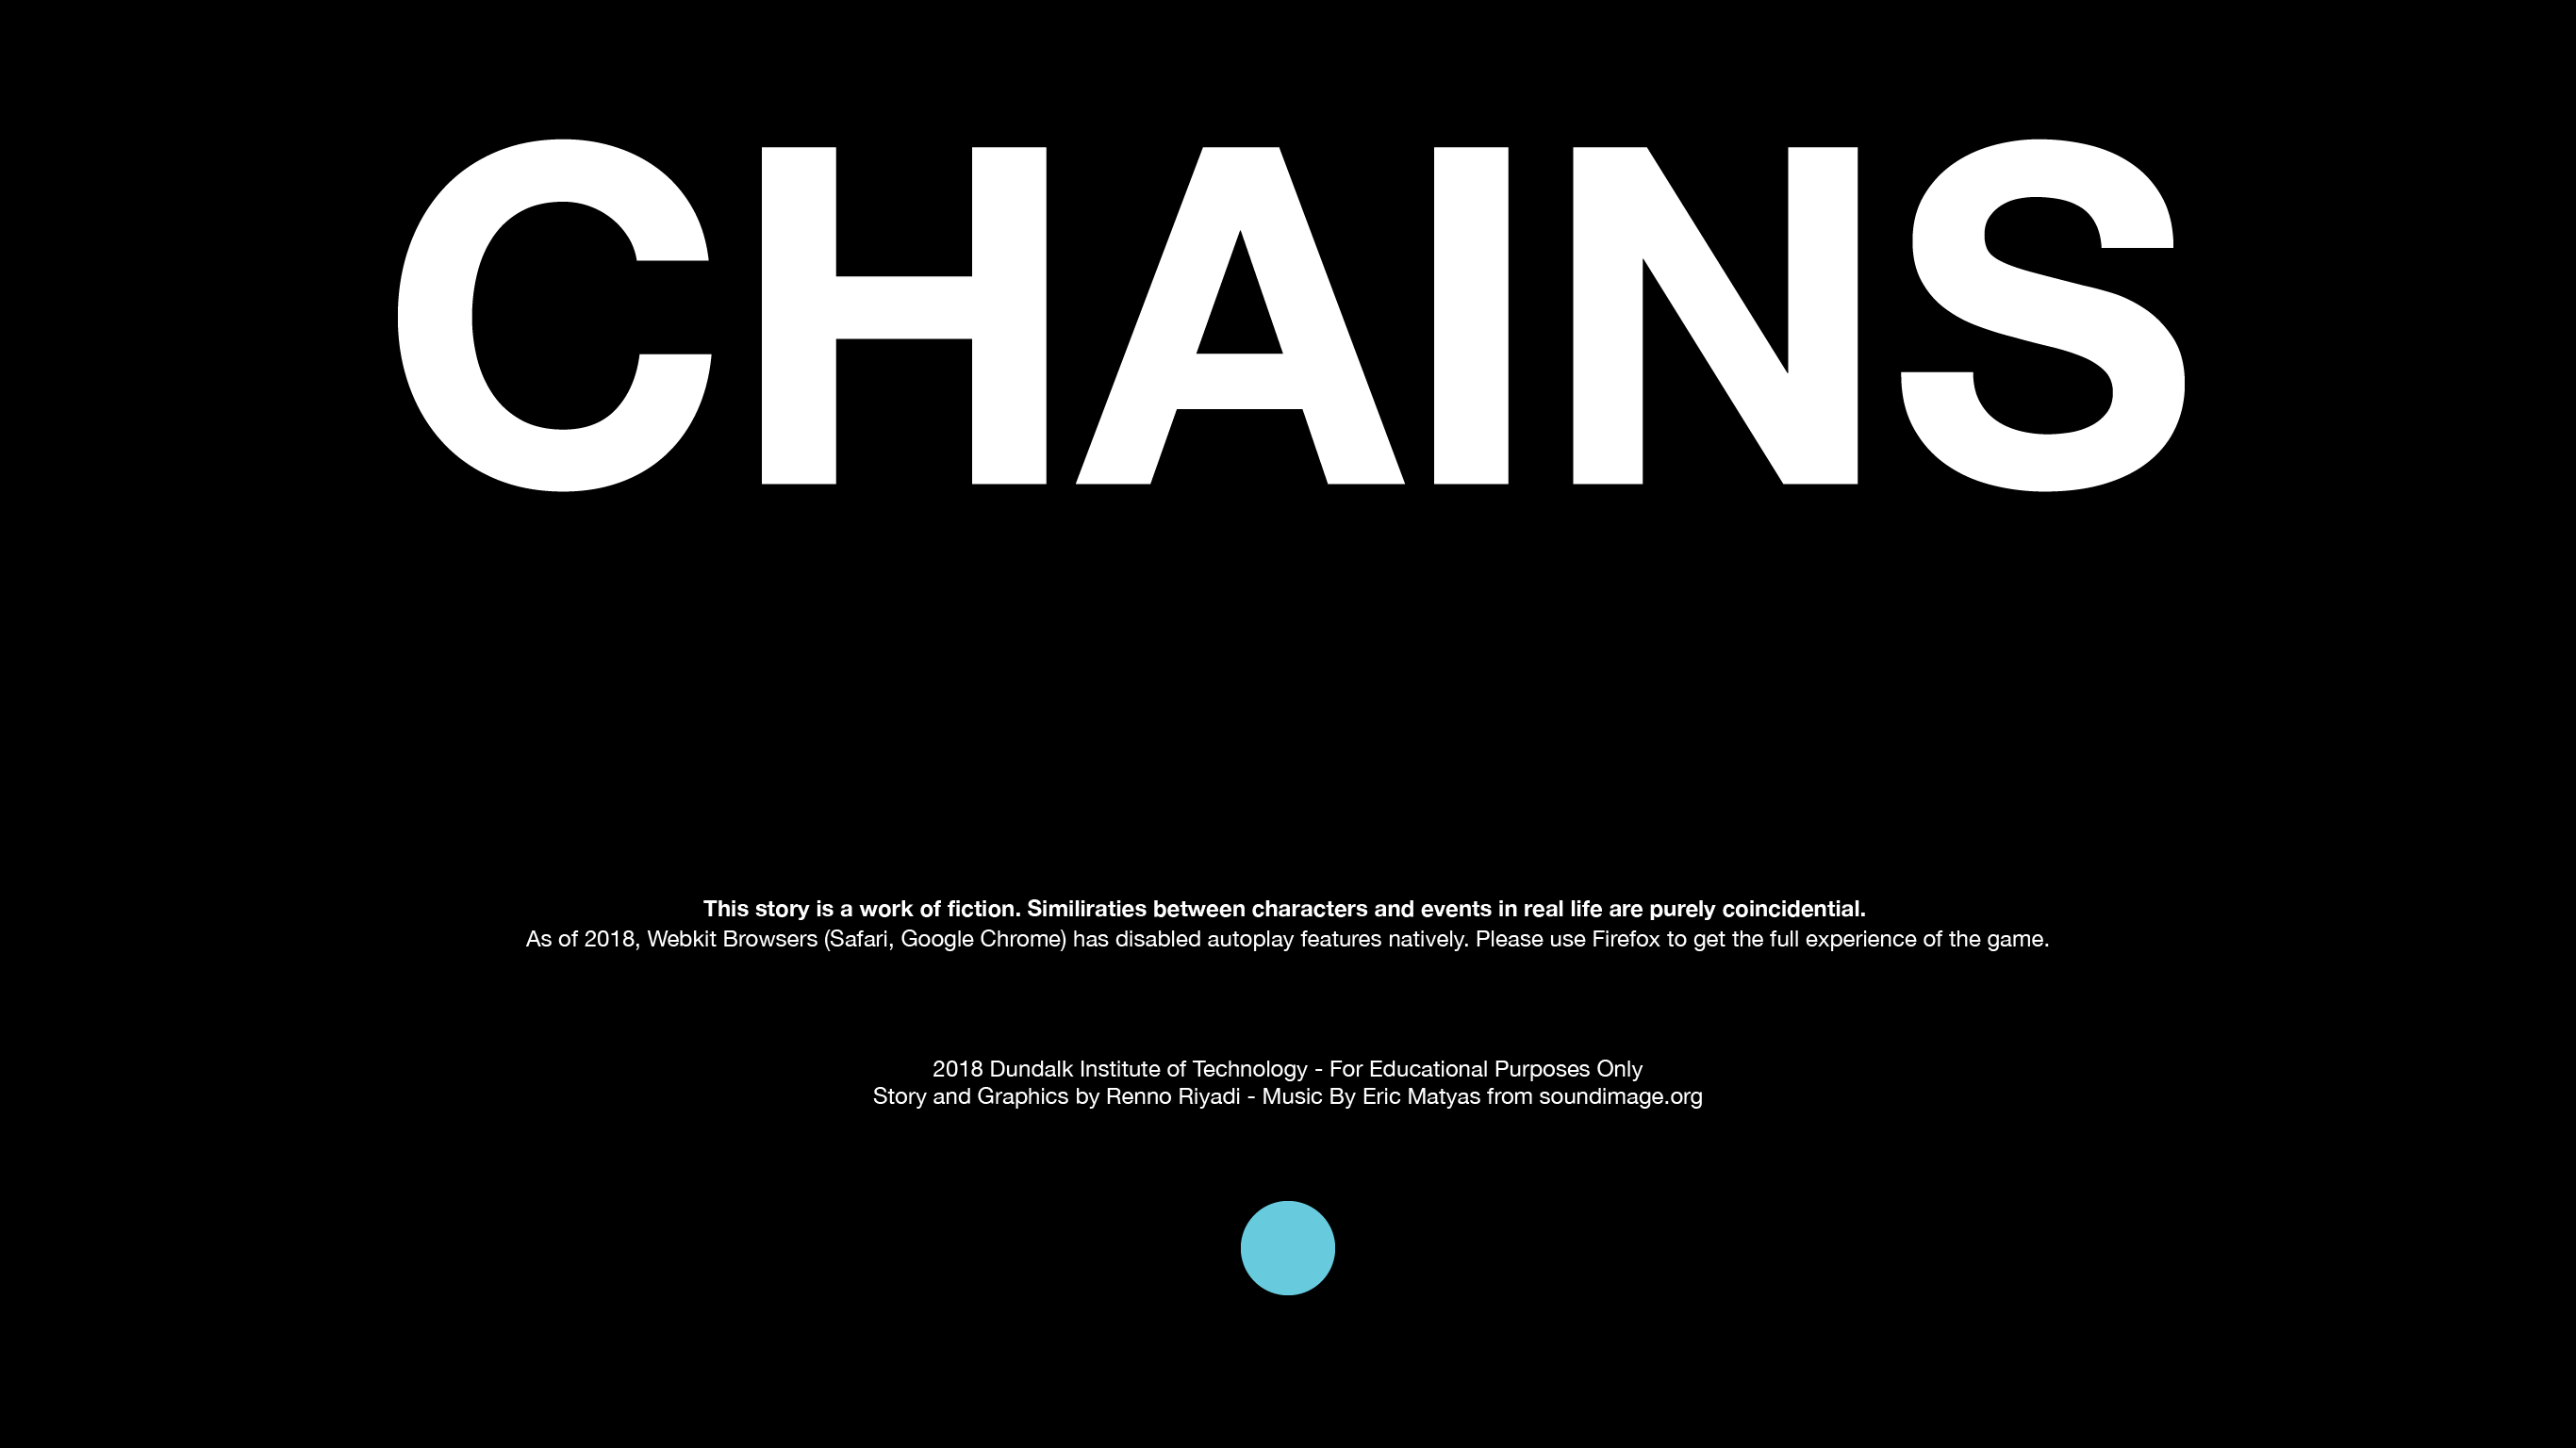 CHAINS
This story is a work of fiction. Similiraties between characters and events in real life are purely coincidential.
As of 2018, Webkit Browsers (Safari, Google Chrome) has disabled autoplay features natively. Please use Firefox to get the full experience of the game.
2018 Dundalk Institute of Technology - For Educational Purposes Only
Story and Graphics by Renno Riyadi - Music By Eric Matyas from soundimage.org